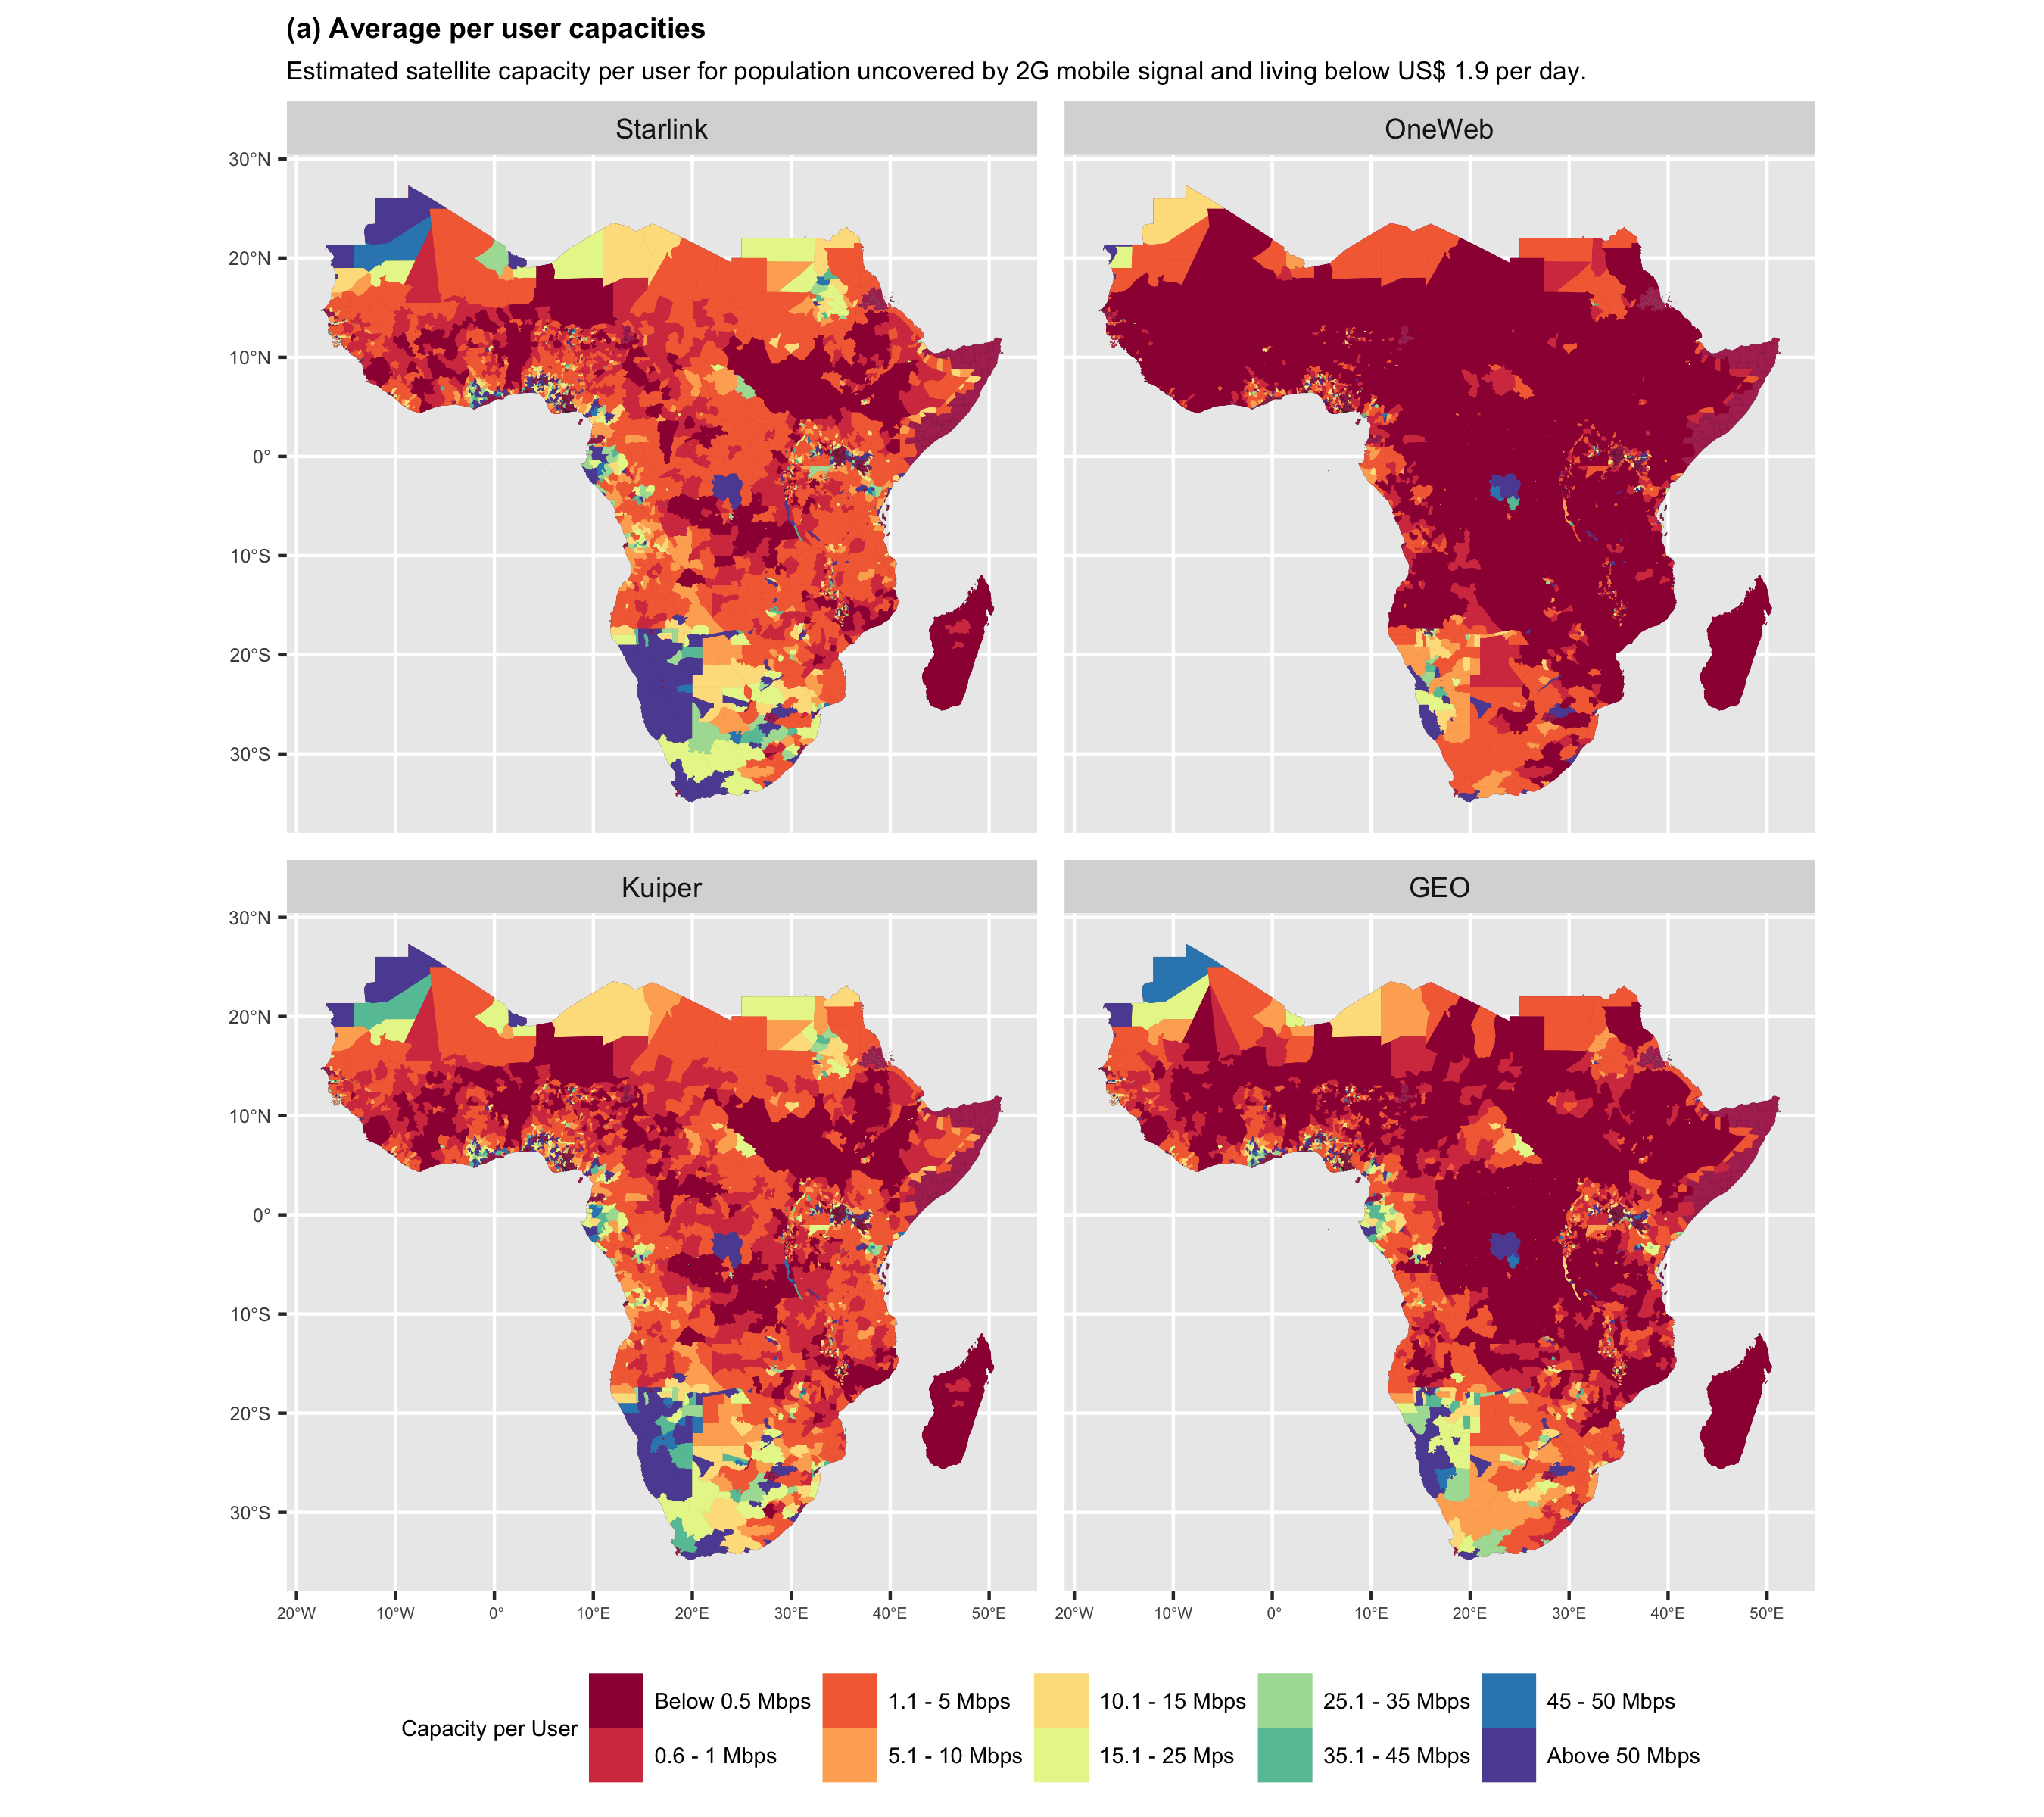 (a) Average per user capacities
Estimated satellite capacity per user for population uncovered by 2G mobile signal and living below US$ 1.9 per day.
Starlink
OneWeb
30°N
20°N
10°N
0°
10°S
20°S
30°S
Kuiper
GEO
30°N
20°N
10°N
0°
10°S
20°S
30°S
20°W 10°W 0° 10°E 20°E 30°E 40°E 50°E
20°W 10°W 0° 10°E 20°E 30°E 40°E 50°E
Capacity per User
Below 0.5 Mbps
0.6 - 1 Mbps
1.1 - 5 Mbps
5.1 - 10 Mbps
10.1 - 15 Mbps
15.1 - 25 Mps
25.1 - 35 Mbps
35.1 - 45 Mbps
45 - 50 Mbps
Above 50 Mbps